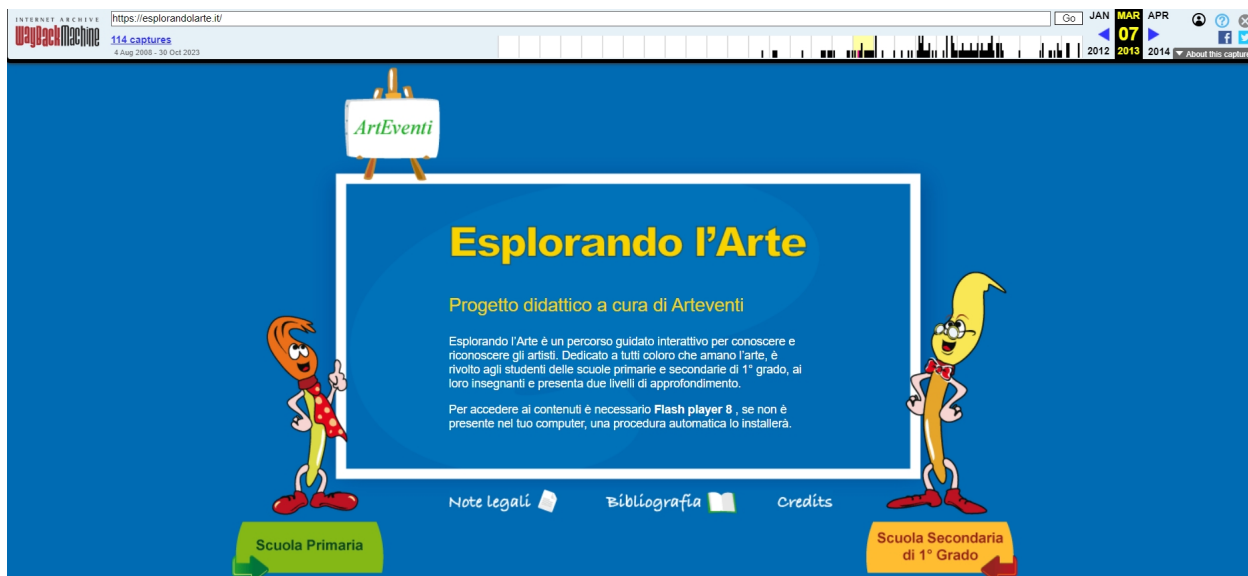 INTERNET ARCHIVE
WayBackMachine
https://esplorandolarte.it/
Go
JAN MAR APR
114 captures
07
4 Aug 2008 - 30 Oct 2023
2012 2013 2014
About this capture
ArtEventi
Esplorando l'Arte
Progetto didattico a cura di Arteventi
Esplorando l'Arte è un percorso guidato interattivo per conoscere e
riconoscere gli artisti. Dedicato a tutti coloro che amano l'arte, è
rivolto agli studenti delle scuole primarie e secondarie di 1° grado, ai
loro insegnanti e presenta due livelli di approfondimento.
Per accedere ai contenuti è necessario Flash player 8 , se non è
presente nel tuo computer, una procedura automatica lo installerà.
Note legali
Bibliografia
Credits
Scuola Primaria
Scuola Secondaria
di 1° Grado